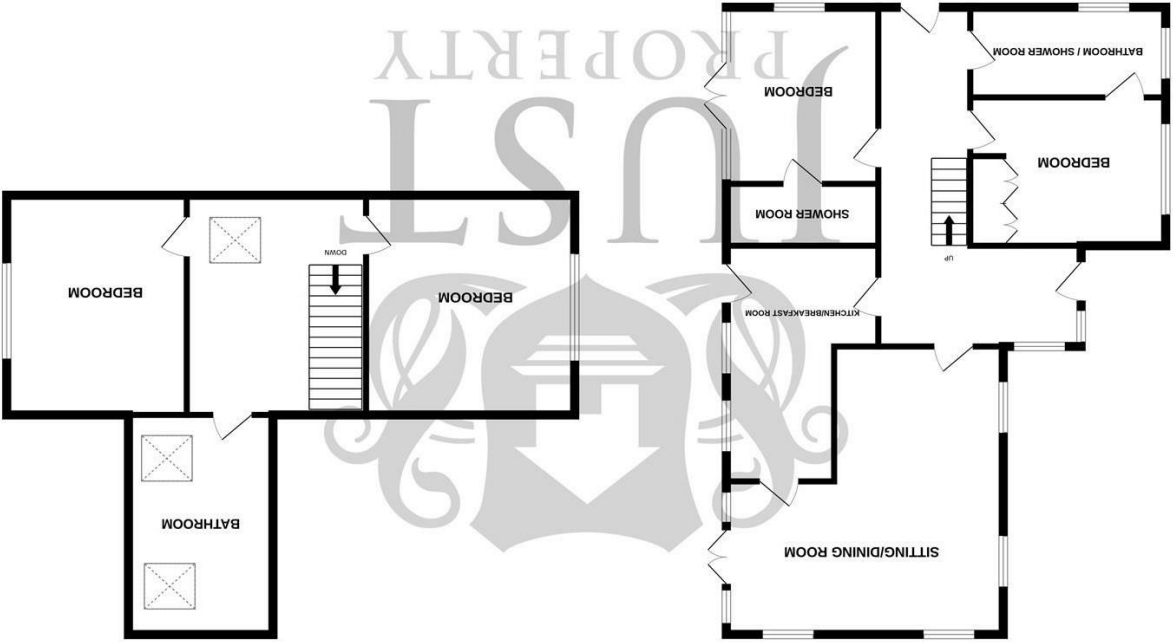 SITTING/DINING ROOM
KITCHEN/BREAKFAST ROOM
UP
SHOWER ROOM
BEDROOM
BEDROOM
BATHROOM / SHOWER ROOM
BATHROOM
BEDROOM
BEDROOM
DOWN
JUST
PROPERTY